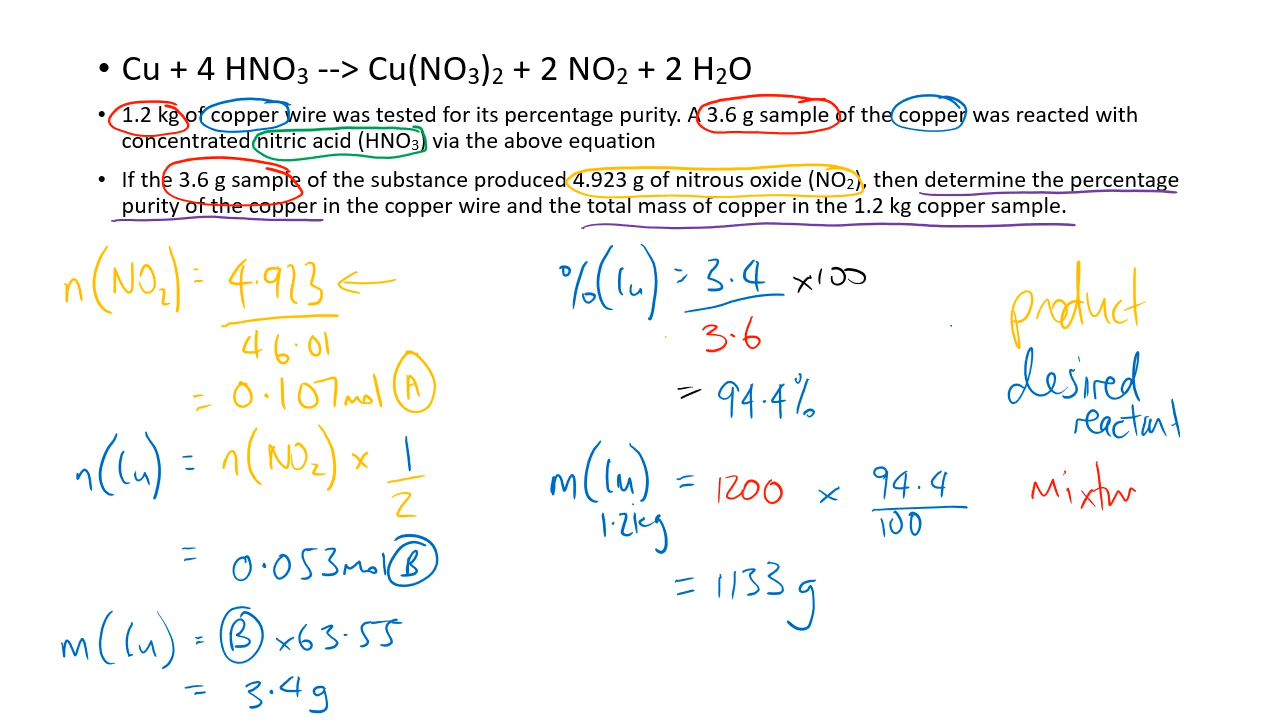 • Cu + 4 HNO₃ --> Cu(NO₃)₂ + 2 NO₂ + 2 H₂O
• 1.2 kg of copper wire was tested for its percentage purity. A 3.6 g sample of the copper was reacted with
concentrated nitric acid (HNO₃) via the above equation
• If the 3.6 g sample of the substance produced 4.923 g of nitrous oxide (NO₂), then determine the percentage
purity of the copper in the copper wire and the total mass of copper in the 1.2 kg copper sample.
n(NO₂) = 4.923 ←
46.01
= 0.107 mol A
n(Cu) = n(NO₂) × 1
2
= 0.053 mol B
m(Cu) = B × 63.55
= 3.4 g
%(Cu) = 3.4 × 100
3.6
= 94.4%
m(Cu) = 1200 × 94.4
1.2kg 100
= 1133 g
product
desired
reactant